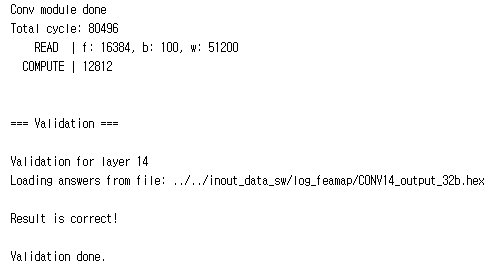 Conv module done
Total cycle: 80496
READ | f: 16384, b: 100, w: 51200
COMPUTE | 12812
=== Validation ===
Validation for layer 14
Loading answers from file: ../../inout_data_sw/log_feamap/CONV14_output_32b.hex
Result is correct!
Validation done.